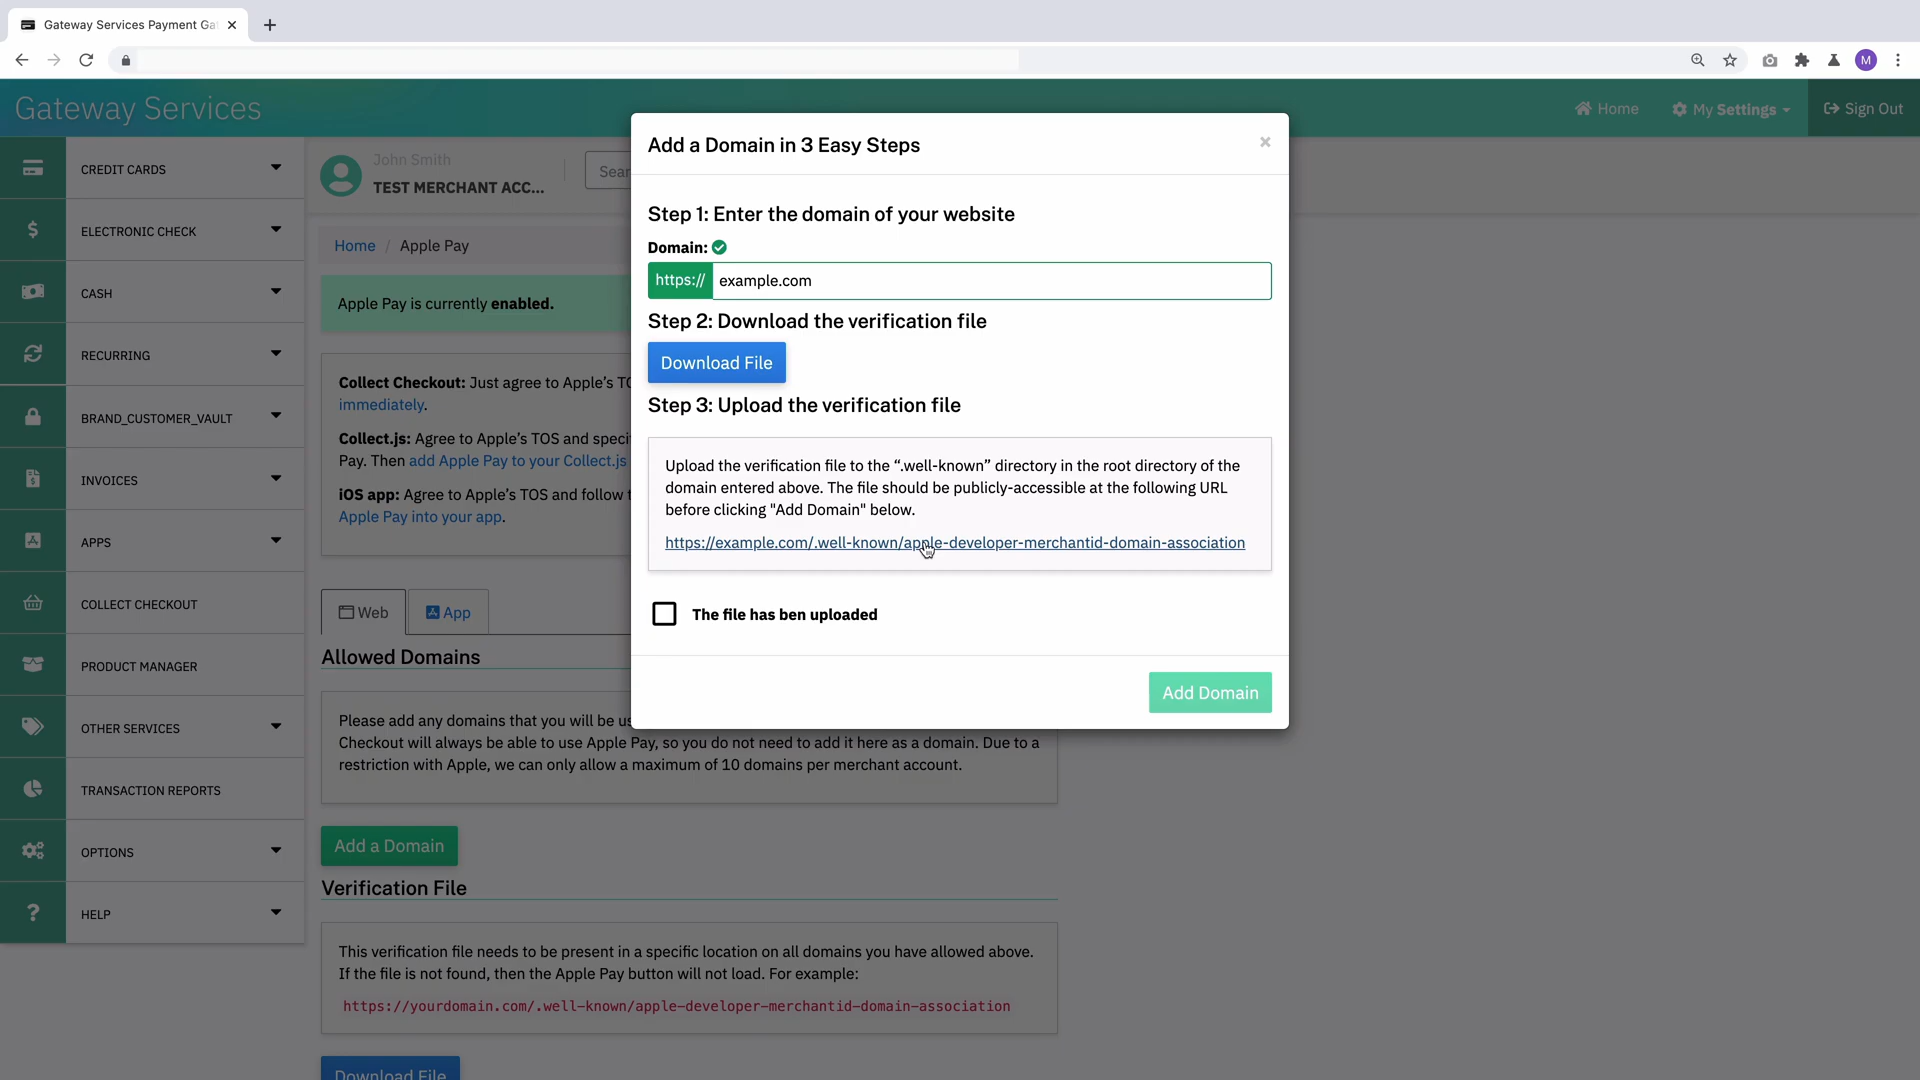 Gateway Services Payment Ga
M
Gateway Services
Home
My Settings
Sign Out
CREDIT CARDS
ELECTRONIC CHECK
CASH
RECURRING
BRAND_CUSTOMER_VAULT
INVOICES
APPS
COLLECT CHECKOUT
PRODUCT MANAGER
OTHER SERVICES
TRANSACTION REPORTS
OPTIONS
HELP
John Smith
TEST MERCHANT ACC...
Sear
Home / Apple Pay
Apple Pay is currently enabled.
Collect Checkout: Just agree to Apple's TO
immediately.
Collect.js: Agree to Apple's TOS and speci
Pay. Then add Apple Pay to your Collect.js
iOS app: Agree to Apple's TOS and follow t
Apple Pay into your app.
Web
App
Allowed Domains
Please add any domains that you will be us
Checkout will always be able to use Apple Pay, so you do not need to add it here as a domain. Due to a
restriction with Apple, we can only allow a maximum of 10 domains per merchant account.
Add a Domain
Verification File
This verification file needs to be present in a specific location on all domains you have allowed above.
If the file is not found, then the Apple Pay button will not load. For example:
https://yourdomain.com/.well-known/apple-developer-merchantid-domain-association
Download File
Add a Domain in 3 Easy Steps
×
Step 1: Enter the domain of your website
Domain:
https:// example.com
Step 2: Download the verification file
Download File
Step 3: Upload the verification file
Upload the verification file to the “.well-known” directory in the root directory of the
domain entered above. The file should be publicly-accessible at the following URL
before clicking "Add Domain" below.
https://example.com/.well-known/apple-developer-merchantid-domain-association
The file has ben uploaded
Add Domain